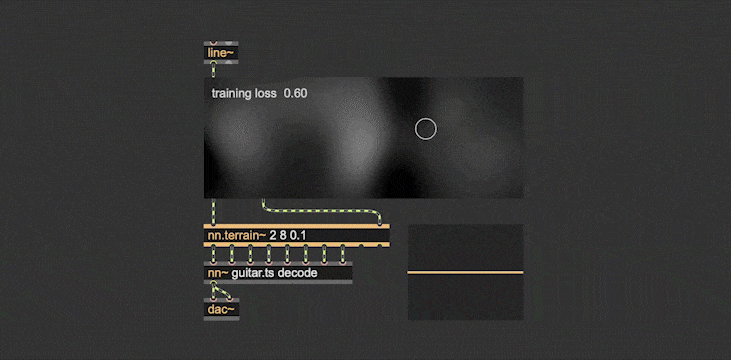 line~
training loss 0.60
nn.terrain~ 2 8 0.1
nn~ guitar.ts decode
dac~